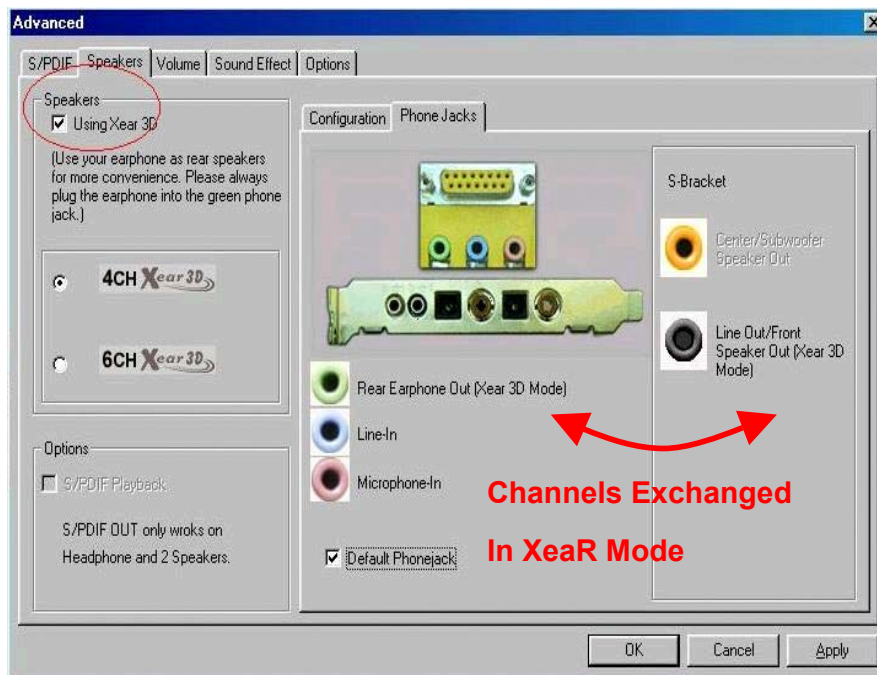 Advanced
S/PDIF
Speakers
Volume
Sound Effect
Options
Speakers
Using Xear 3D
(Use your earphone as rear speakers
for more convenience. Please always
plug the earphone into the green phone
jack.)
4CH Xear 3D
6CH Xear 3D
Options
S/PDIF Playback
S/PDIF OUT only wroks on
Headphone and 2 Speakers.
Configuration
Phone Jacks
Rear Earphone Out (Xear 3D Mode)
Line-In
Microphone-In
Default Phonejack
S-Bracket
Center/Subwoofer
Speaker Out
Line Out/Front
Speaker Out (Xear 3D
Mode)
Channels Exchanged
In XeaR Mode
OK
Cancel
Apply